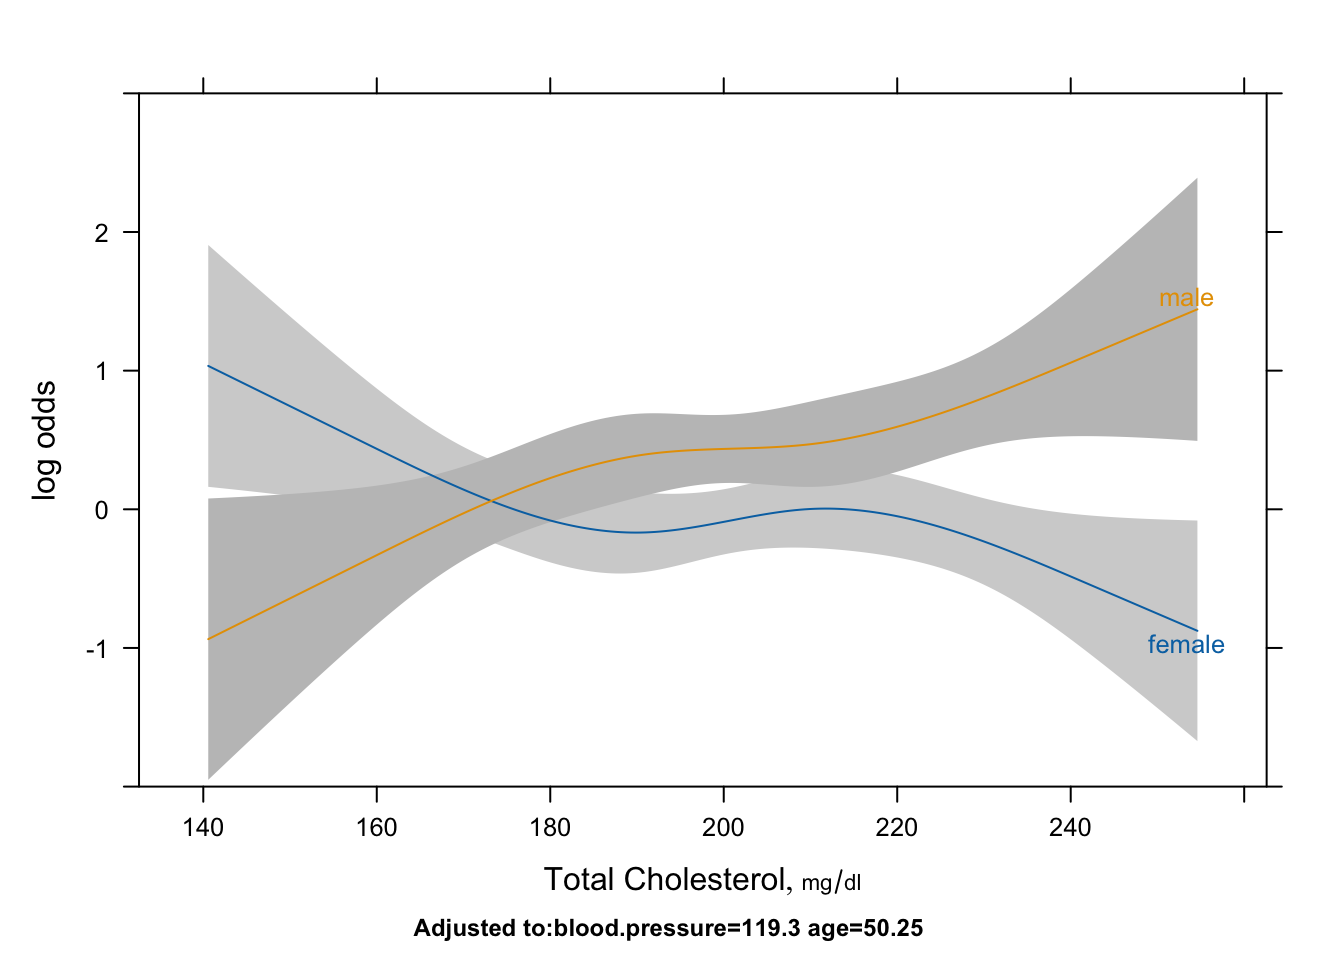 log odds
2
1
0
-1
male
female
140 160 180 200 220 240
Total Cholesterol, mg/dl
Adjusted to:blood.pressure=119.3 age=50.25